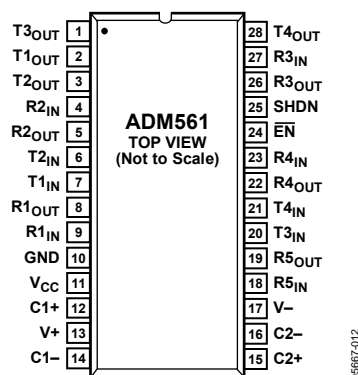 T3OUT 1
T1OUT 2
T2OUT 3
R2IN 4
R2OUT 5
T2IN 6
T1IN 7
R1OUT 8
R1IN 9
GND 10
VCC 11
C1+ 12
V+ 13
C1– 14
ADM561
TOP VIEW
(Not to Scale)
28 T4OUT
27 R3IN
26 R3OUT
25 SHDN
24 E̅N̅
23 R4IN
22 R4OUT
21 T4IN
20 T3IN
19 R5OUT
18 R5IN
17 V–
16 C2–
15 C2+
05667-012